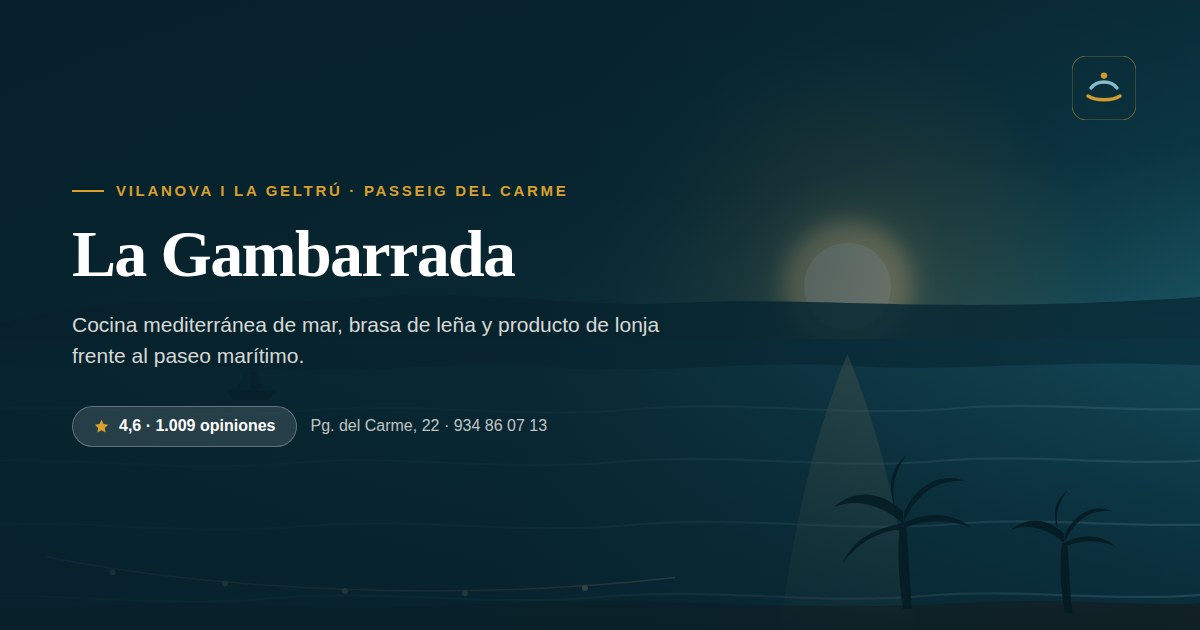 VILANOVA I LA GELTRÚ · PASSEIG DEL CARME
La Gambarrada
Cocina mediterránea de mar, brasa de leña y producto de lonja
frente al paseo marítimo.
4,6 · 1.009 opiniones
Pg. del Carme, 22 · 934 86 07 13